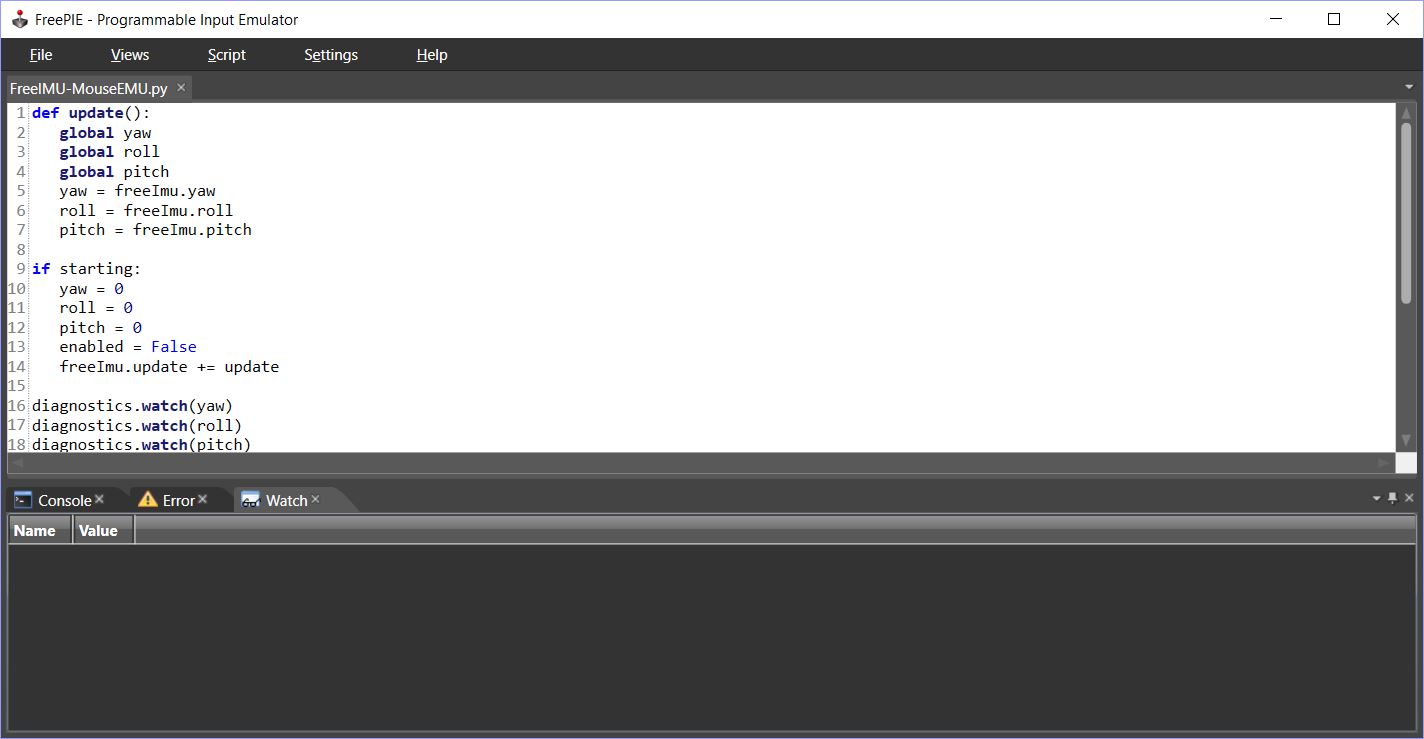 FreePIE - Programmable Input Emulator
File Views Script Settings Help
FreeIMU-MouseEMU.py
1 def update():
2 global yaw
3 global roll
4 global pitch
5 yaw = freeImu.yaw
6 roll = freeImu.roll
7 pitch = freeImu.pitch
8
9 if starting:
10 yaw = 0
11 roll = 0
12 pitch = 0
13 enabled = False
14 freeImu.update += update
15
16 diagnostics.watch(yaw)
17 diagnostics.watch(roll)
18 diagnostics.watch(pitch)
Console Error Watch
Name Value